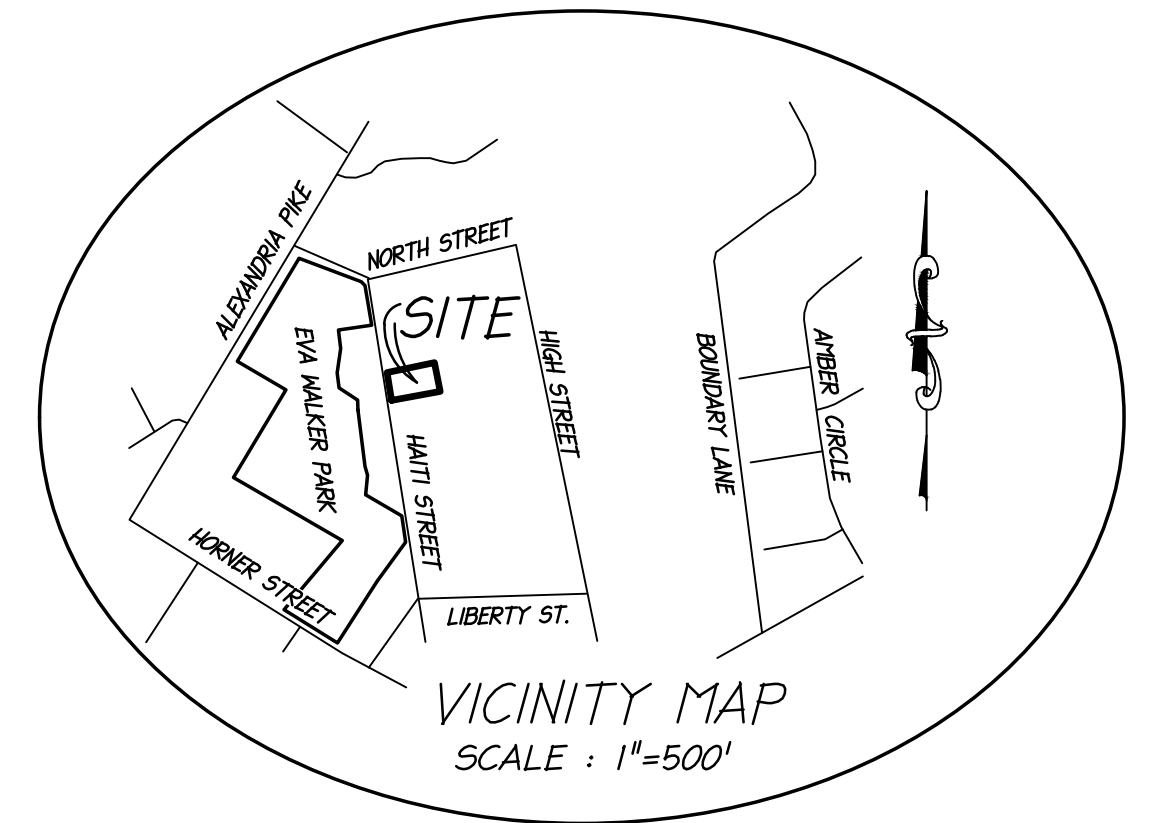 ALEXANDRIA PIKE
NORTH STREET
SITE
EVA WALKER PARK
HIGH STREET
BOUNDARY LANE
AMBER CIRCLE
HAITI STREET
HORNER STREET
LIBERTY ST.
VICINITY MAP
SCALE : 1"=500'